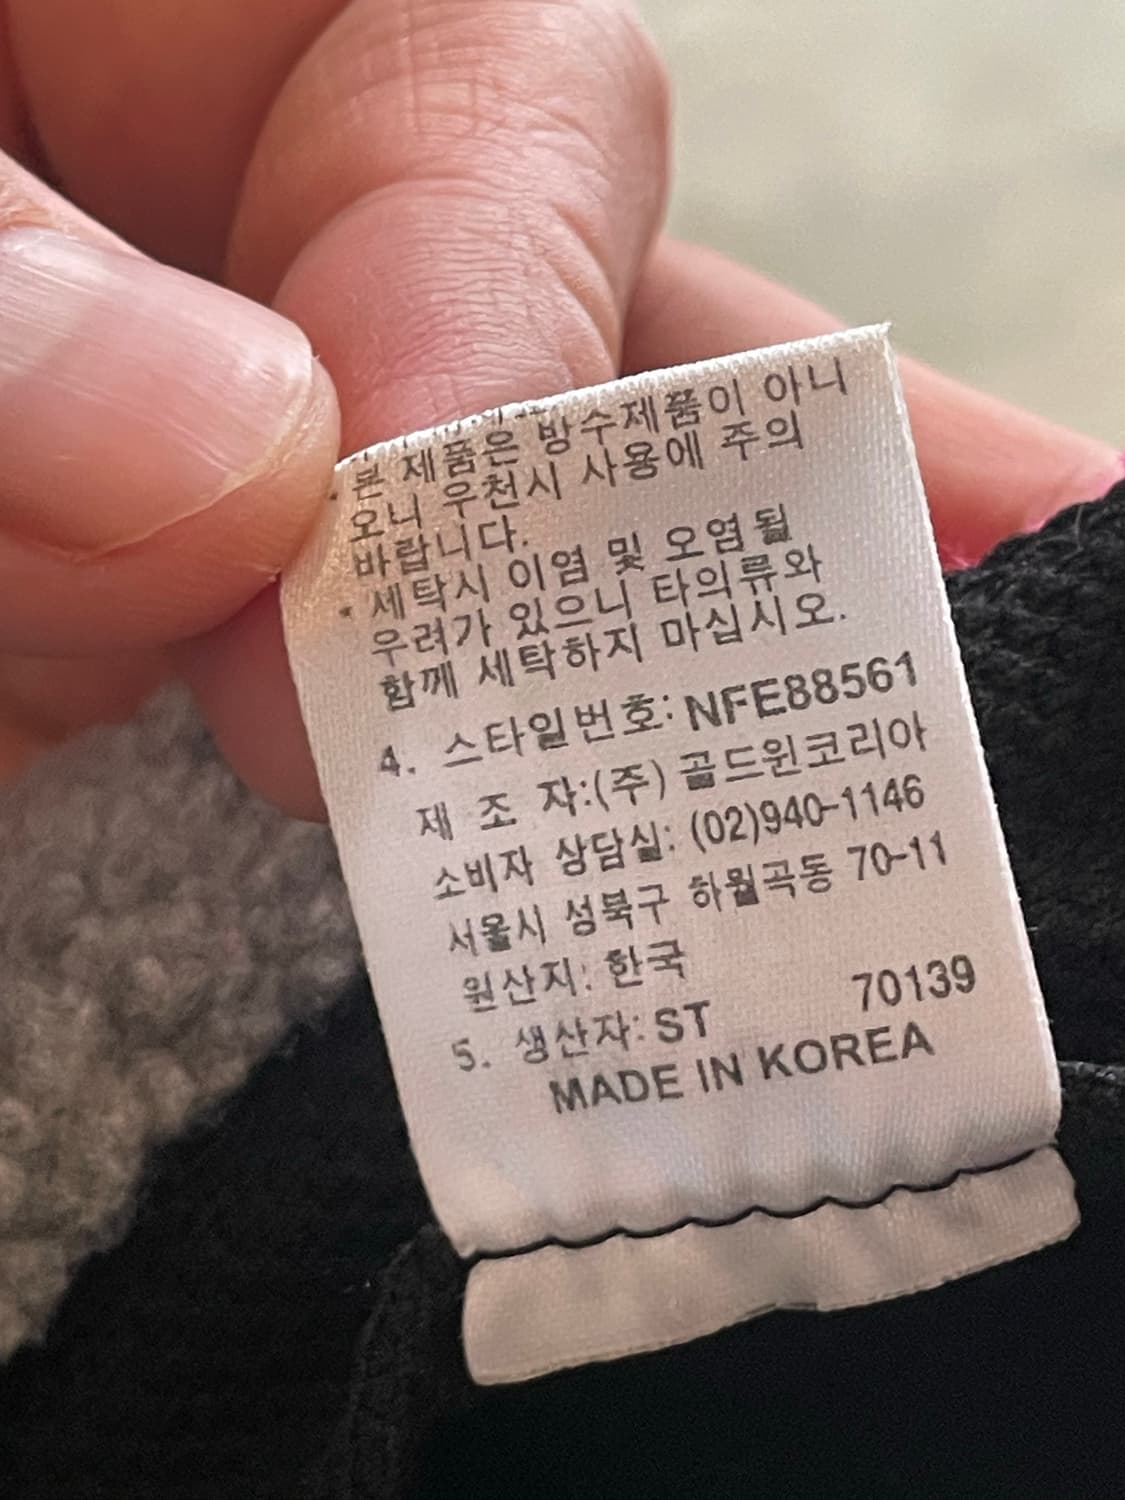 · 본 제품은 방수제품이 아니
오니 우천시 사용에 주의
바랍니다.
* 세탁시 이염 및 오염될
우려가 있으니 타의류와
함께 세탁하지 마십시오.
4. 스타일번호: NFE88561
제 조 자:(주) 골드윈코리아
소비자 상담실: (02)940-1146
서울시 성북구 하월곡동 70-11
원산지: 한국
5. 생산자: ST 70139
MADE IN KOREA